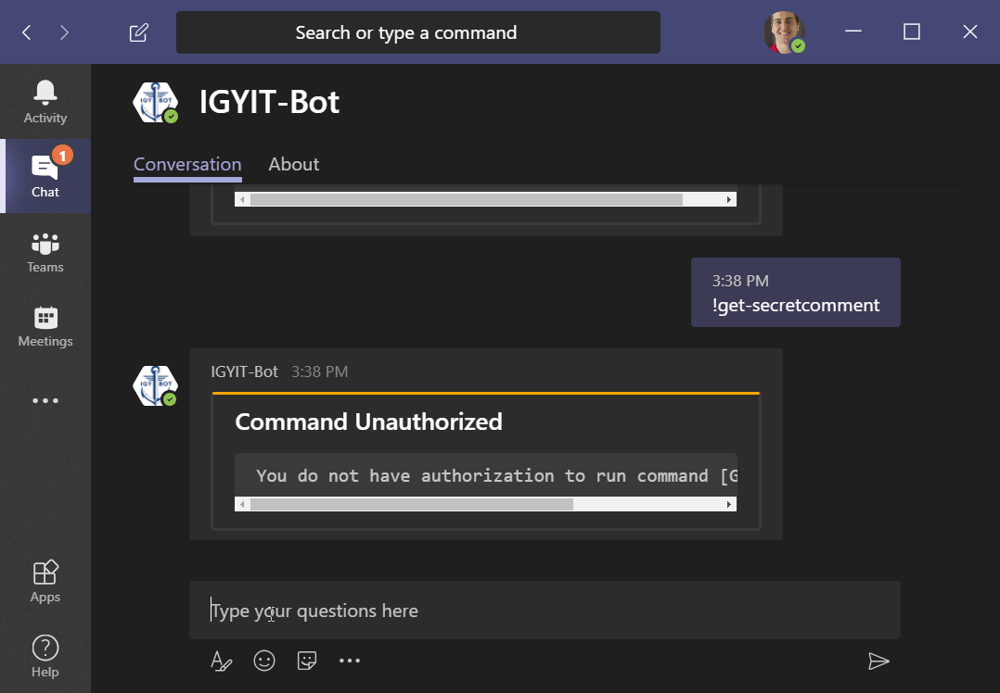 Search or type a command
IGYIT-Bot
Activity
1
Chat
Conversation About
Teams
Meetings
3:38 PM
!get-secretcomment
IGY BOT
IGYIT-Bot 3:38 PM
Command Unauthorized
You do not have authorization to run command [G
Type your questions here
Apps
Help